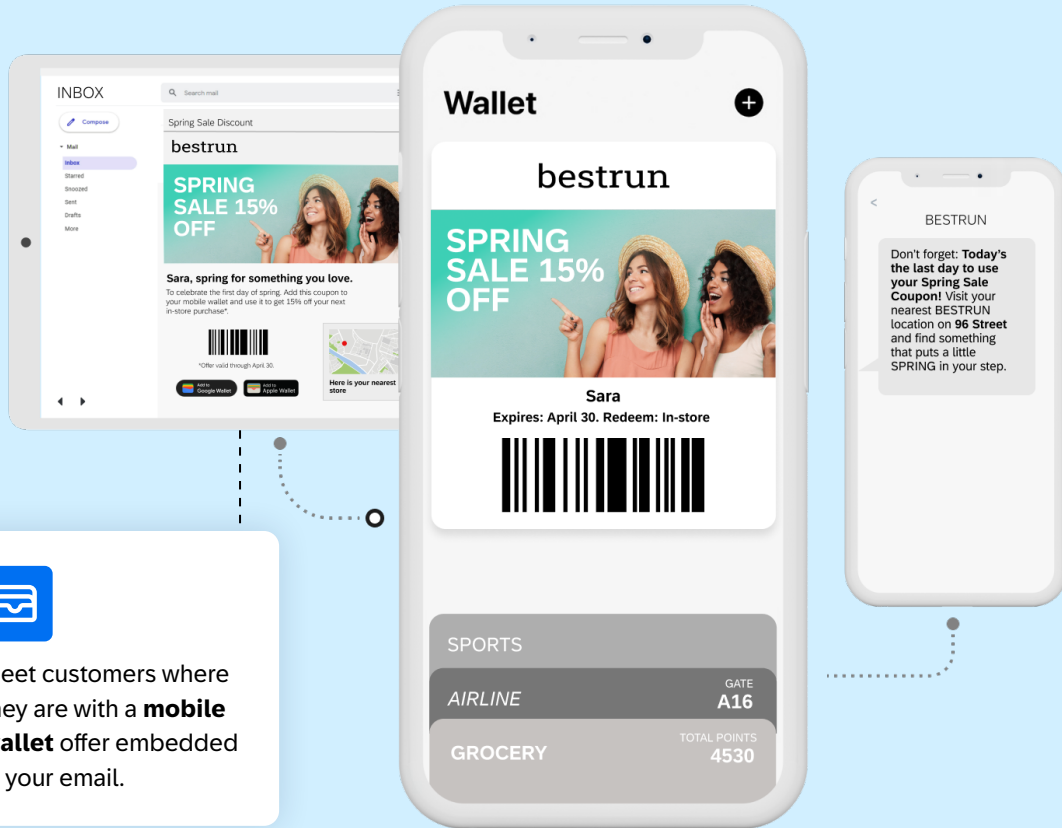 INBOX
Search mail
Compose
Mail
Inbox
Starred
Snoozed
Sent
Drafts
More
Spring Sale Discount
bestrun
SPRING
SALE 15%
OFF
Sara, spring for something you love.
To celebrate the first day of spring. Add this coupon to
your mobile wallet and use it to get 15% off your next
in-store purchase*.
*Offer valid through April 30.
Add to
Google Wallet
Add to
Apple Wallet
Here is your nearest
store
Wallet
bestrun
SPRING
SALE 15%
OFF
Sara
Expires: April 30. Redeem: In-store
SPORTS
AIRLINE
GATE
A16
GROCERY
TOTAL POINTS
4530
<
BESTRUN
Don't forget: Today's
the last day to use
your Spring Sale
Coupon! Visit your
nearest BESTRUN
location on 96 Street
and find something
that puts a little
SPRING in your step.
eet customers where
ey are with a mobile
allet offer embedded
your email.